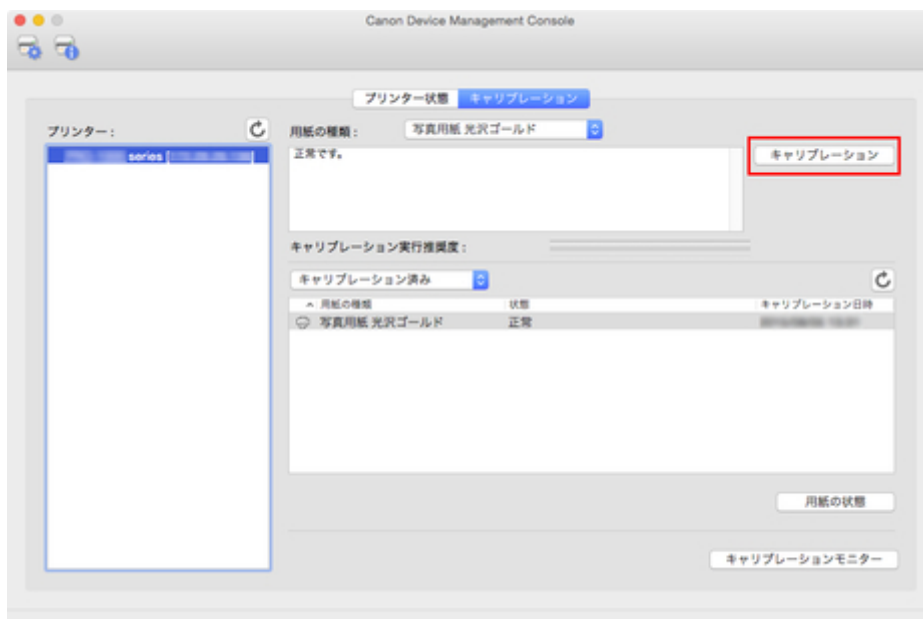 Canon Device Management Console
プリンター状態 キャリブレーション
プリンター：
用紙の種類： 写真用紙 光沢ゴールド
series [
正常です。
キャリブレーション
キャリブレーション実行推奨度：
キャリブレーション済み
用紙の種類 状態 キャリブレーション日時
写真用紙 光沢ゴールド 正常
用紙の状態
キャリブレーションモニター